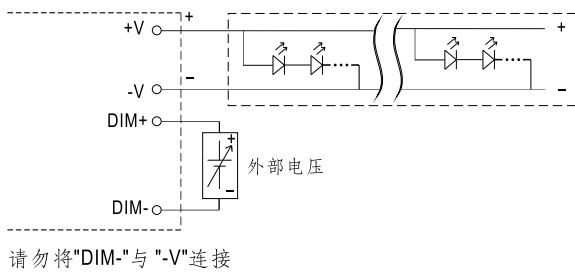 +
+V
+
-V
−
−
DIM+
+
外部电压
−
DIM-
请勿将"DIM-"与 "-V"连接